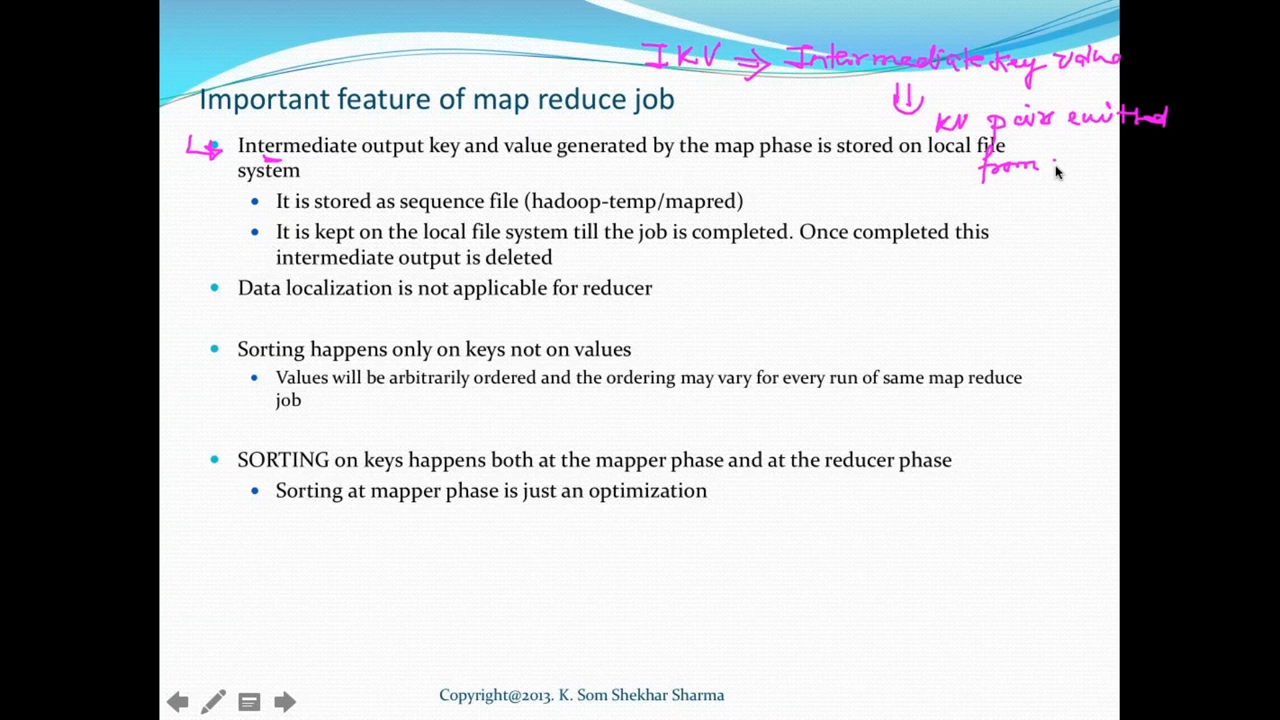 IKV ⇒ Intermediate key value
⇓
Important feature of map reduce job
KV pair emitted
from
Intermediate output key and value generated by the map phase is stored on local file
system
It is stored as sequence file (hadoop-temp/mapred)
It is kept on the local file system till the job is completed. Once completed this
intermediate output is deleted
Data localization is not applicable for reducer
Sorting happens only on keys not on values
Values will be arbitrarily ordered and the ordering may vary for every run of same map reduce
job
SORTING on keys happens both at the mapper phase and at the reducer phase
Sorting at mapper phase is just an optimization
Copyright@2013. K. Som Shekhar Sharma